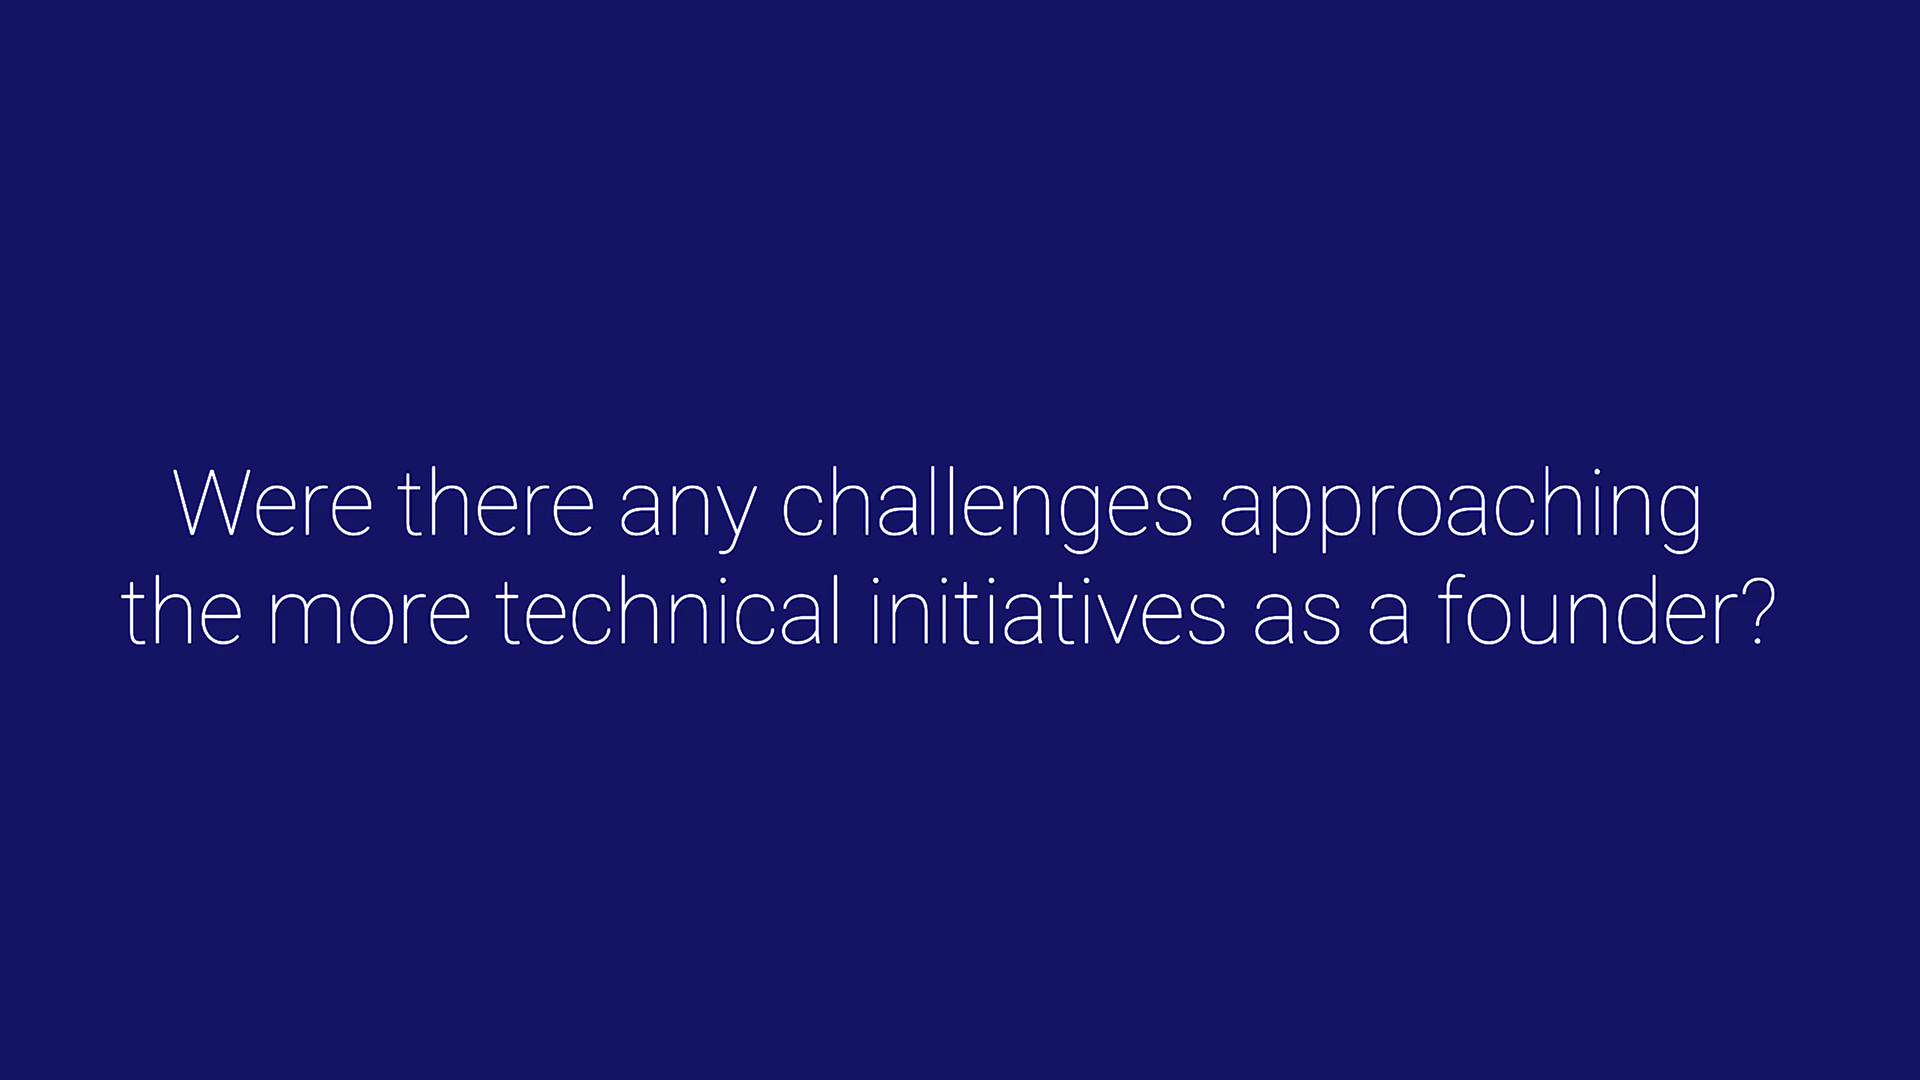 Were there any challenges approaching
the more technical initiatives as a founder?